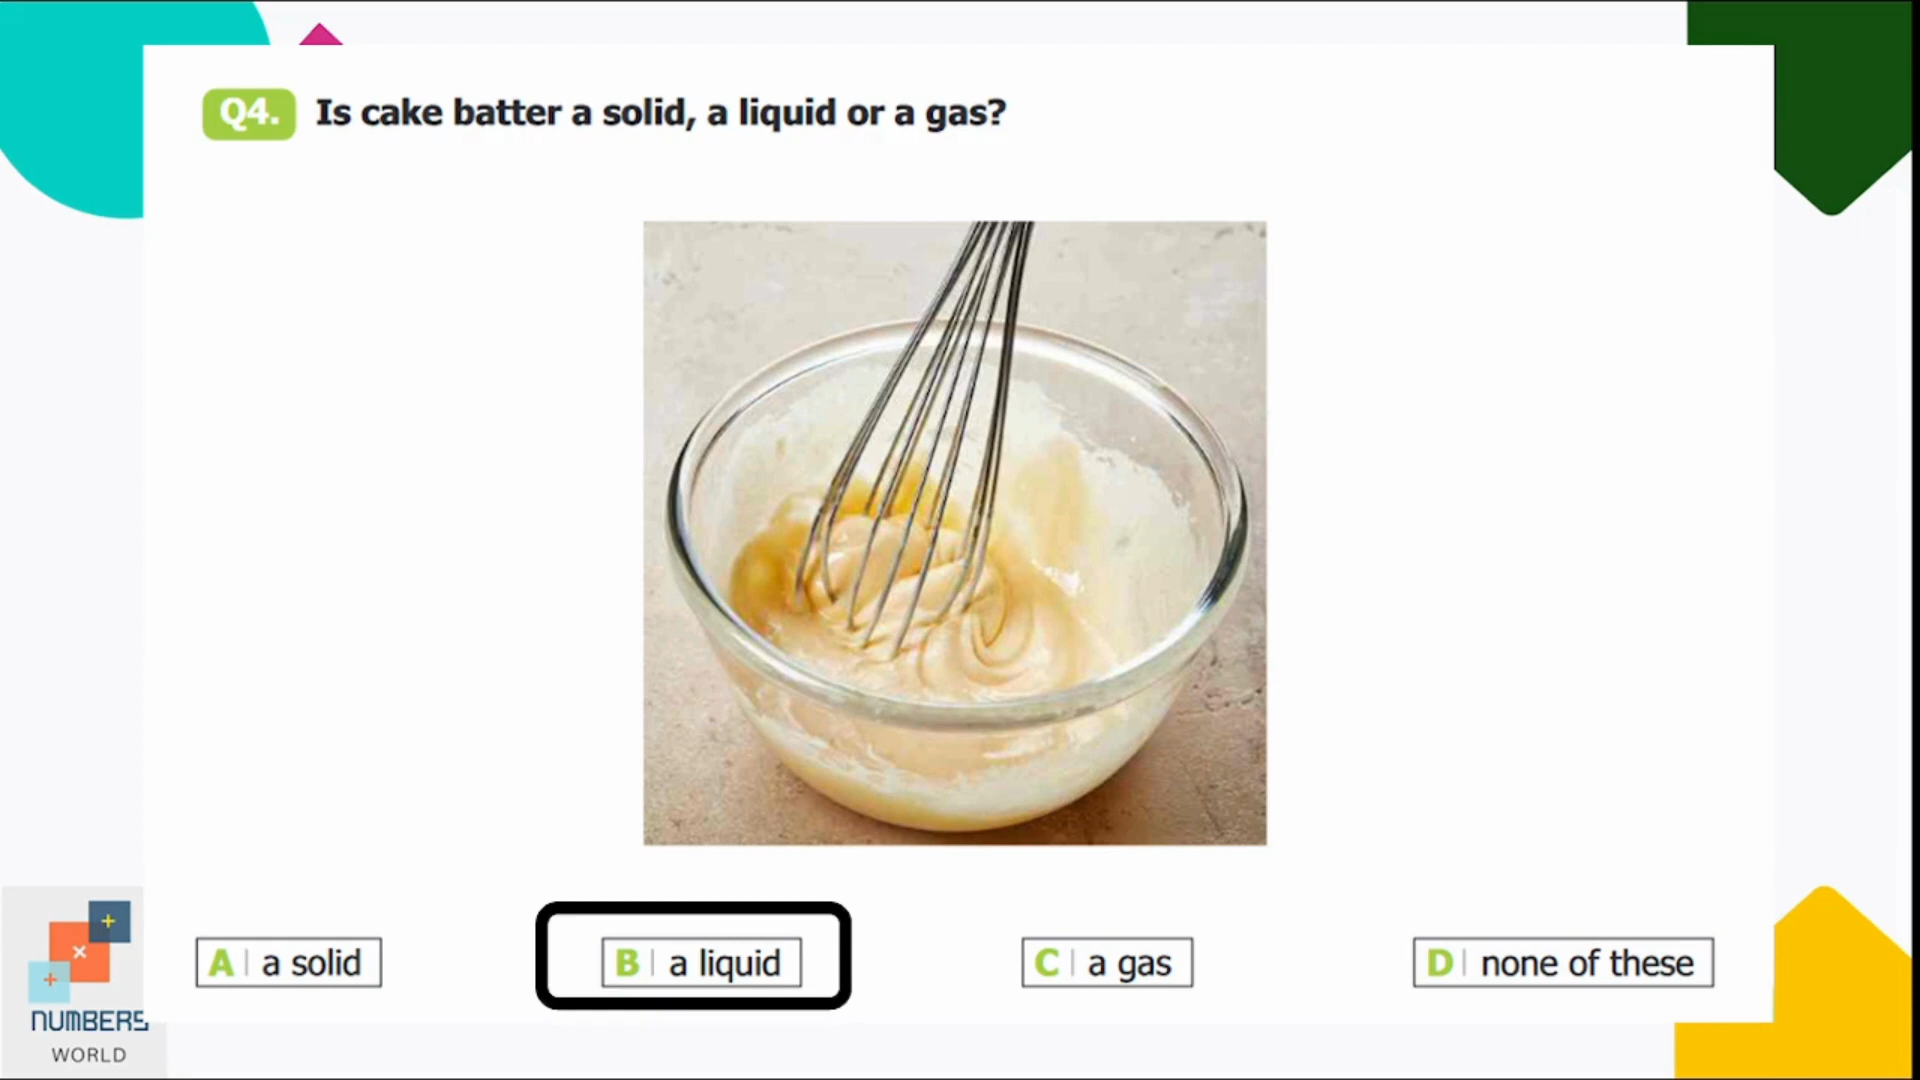 Q4. Is cake batter a solid, a liquid or a gas?
A | a solid
B | a liquid
C | a gas
D | none of these
+
×
+
NUMBERS
WORLD